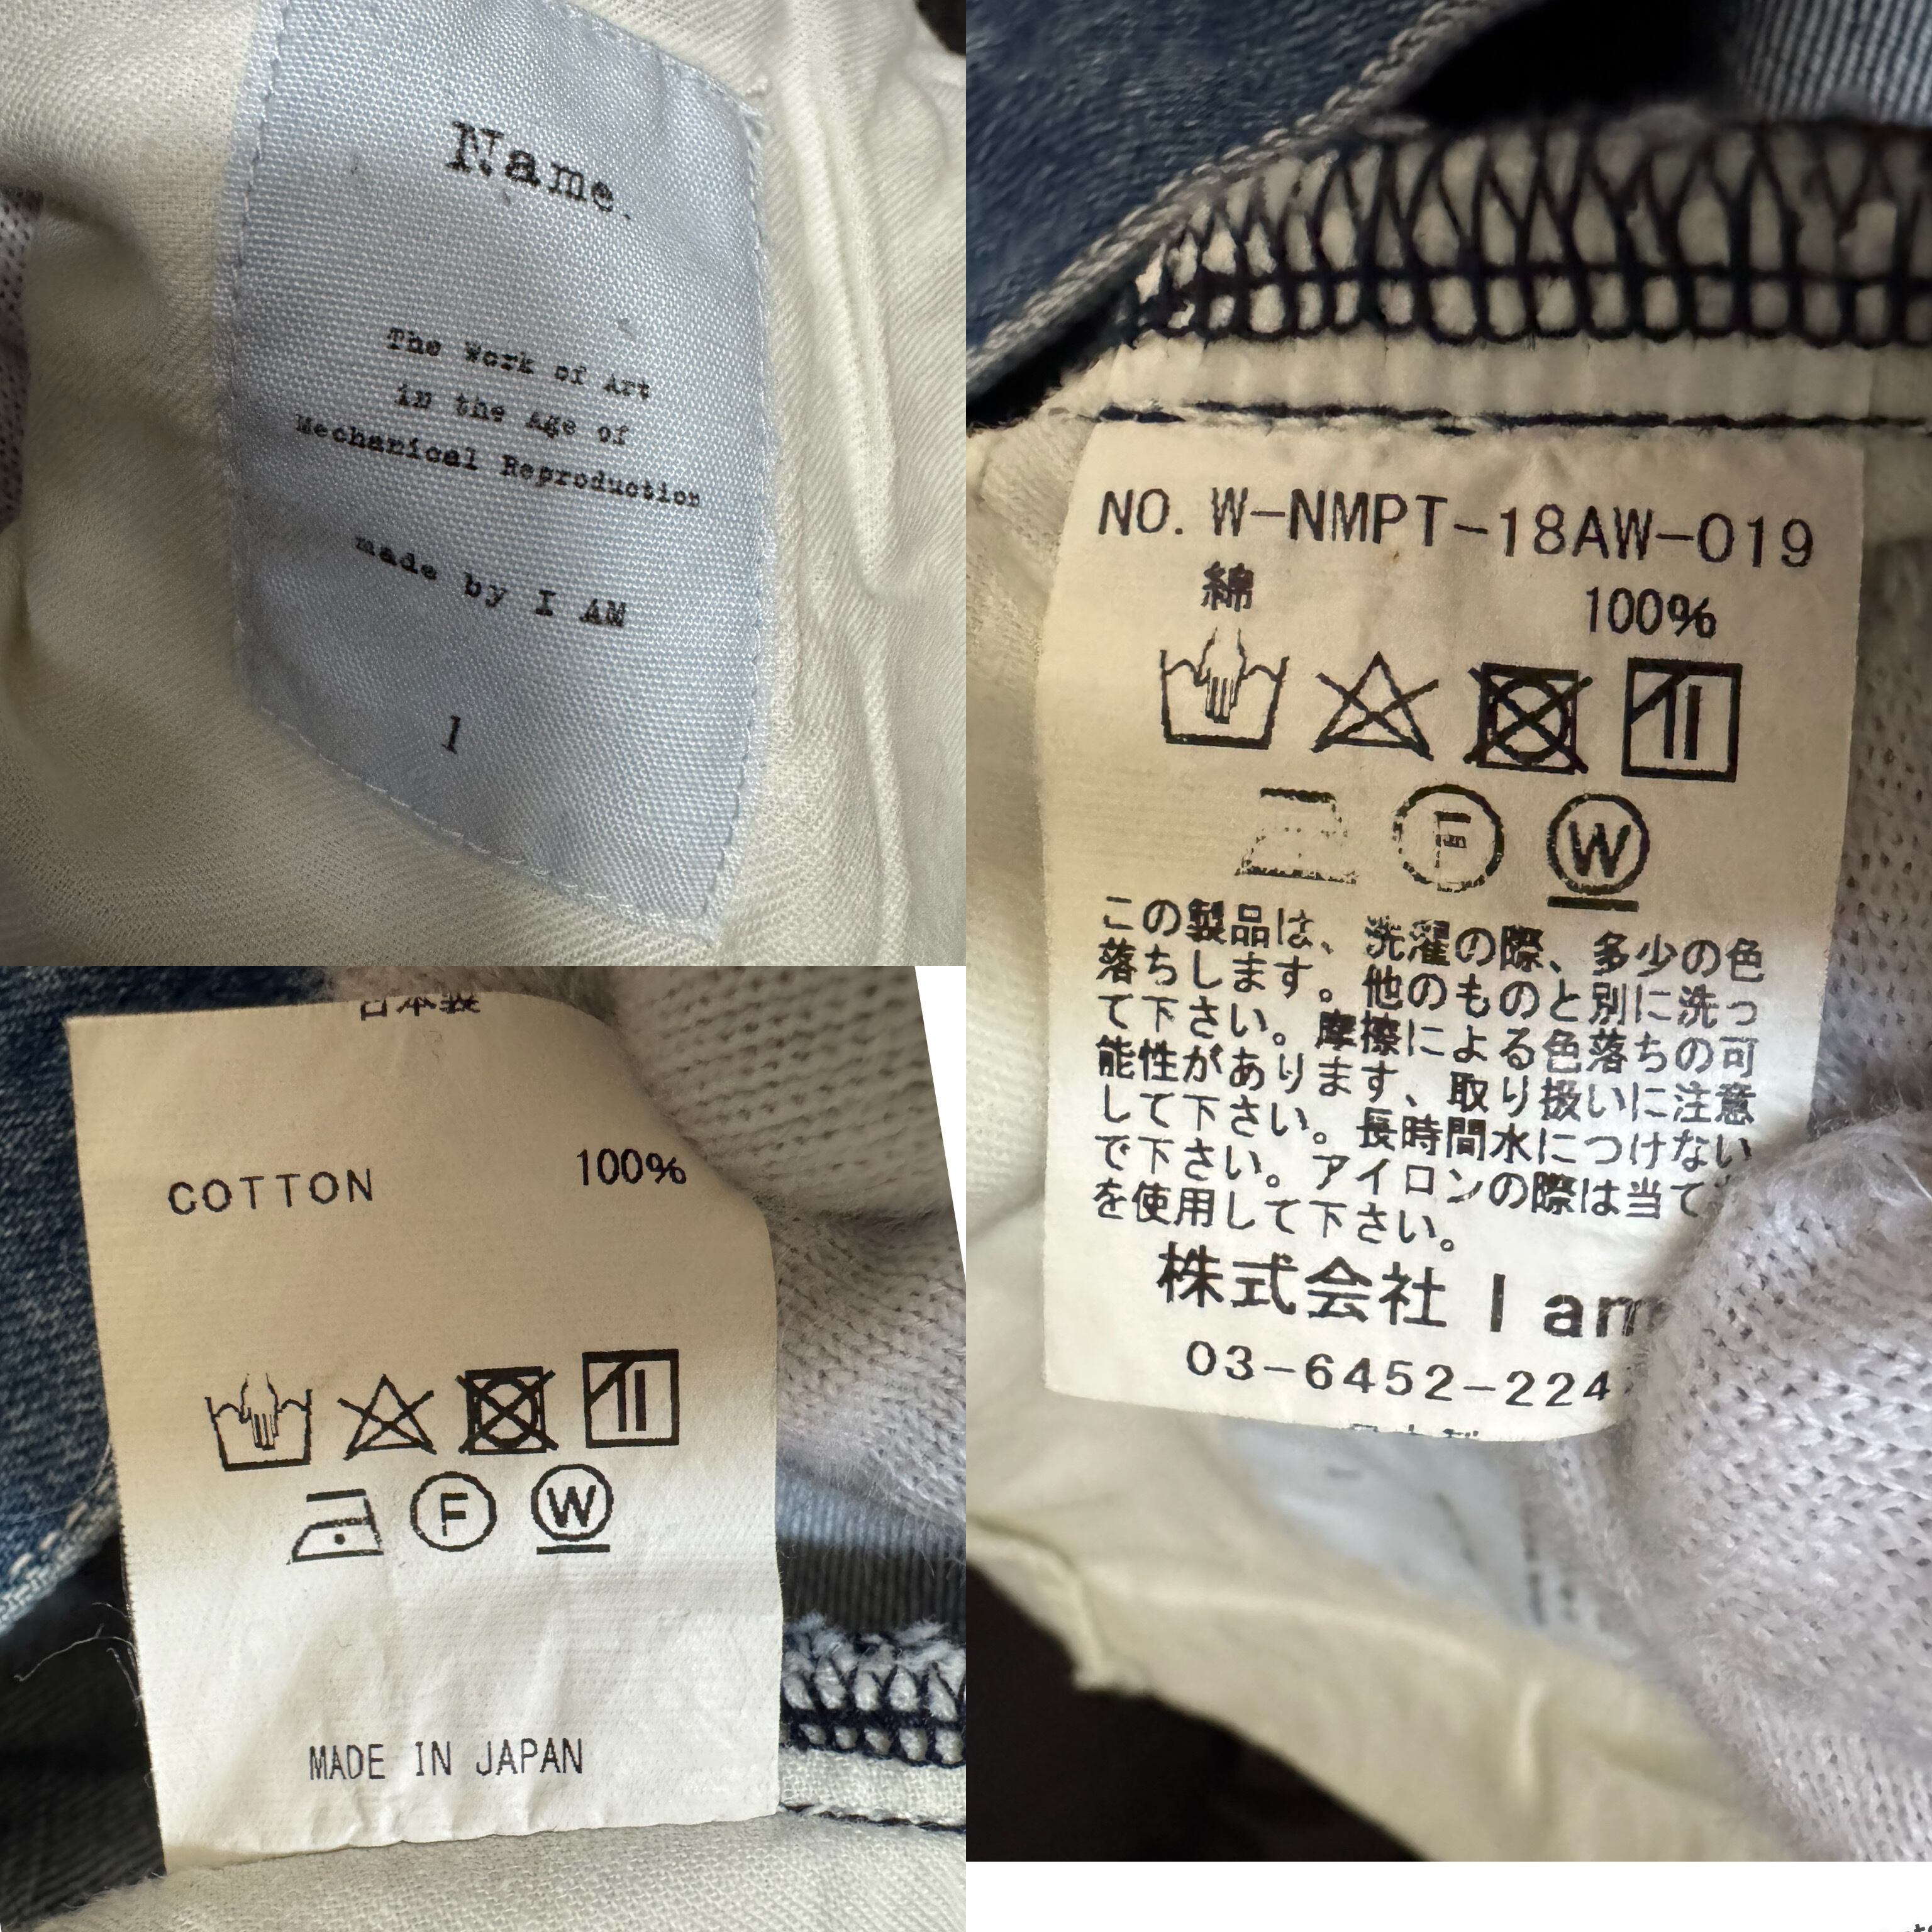 Name.
The Work of Art
in the Age of
Mechanical Reproduction
made by I AM
1
NO. W-NMPT-18AW-019
綿 100%
F W
この製品は、洗濯の際、多少の色
落ちします。他のものと別に洗っ
て下さい。摩擦による色落ちの可
能性があります、取り扱いに注意
して下さい。長時間水につけない
で下さい。アイロンの際は当て
を使用して下さい。
株式会社 I am
03-6452-224
日本製
COTTON 100%
F W
MADE IN JAPAN